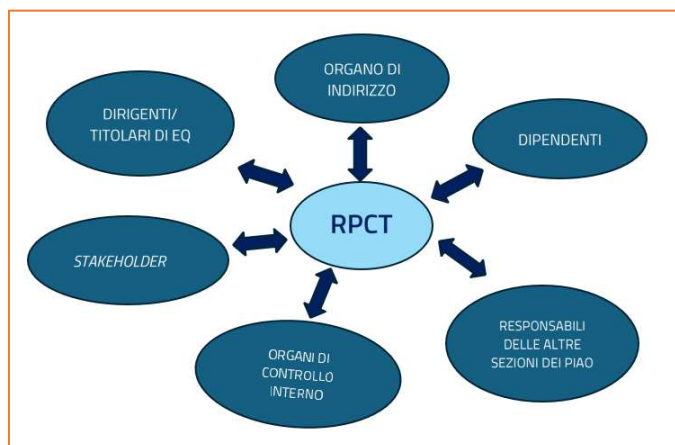 ORGANO DI
INDIRIZZO
DIRIGENTI/
TITOLARI DI EQ
DIPENDENTI
RPCT
STAKEHOLDER
RESPONSABILI
DELLE ALTRE
SEZIONI DEI PIAO
ORGANI DI
CONTROLLO
INTERNO